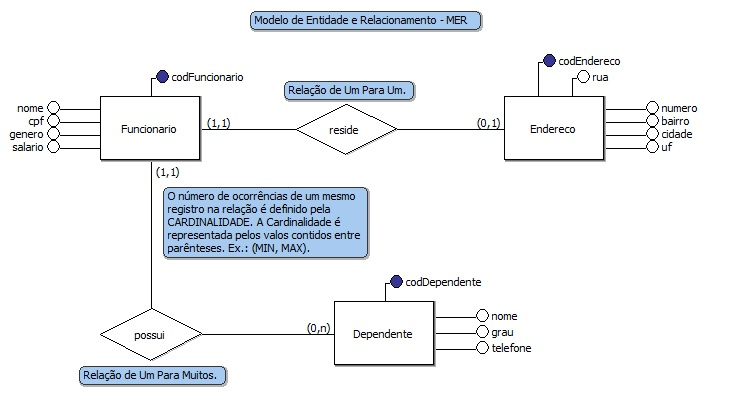 Modelo de Entidade e Relacionamento - MER
codFuncionario
nome
cpf
genero
salario
Funcionario
(1,1)
Relação de Um Para Um.
reside
(0,1)
codEndereco
rua
Endereco
numero
bairro
cidade
uf
(1,1)
O número de ocorrências de um mesmo
registro na relação é definido pela
CARDINALIDADE. A Cardinalidade é
representada pelos valos contidos entre
parênteses. Ex.: (MIN, MAX).
possui
Relação de Um Para Muitos.
(0,n)
codDependente
Dependente
nome
grau
telefone